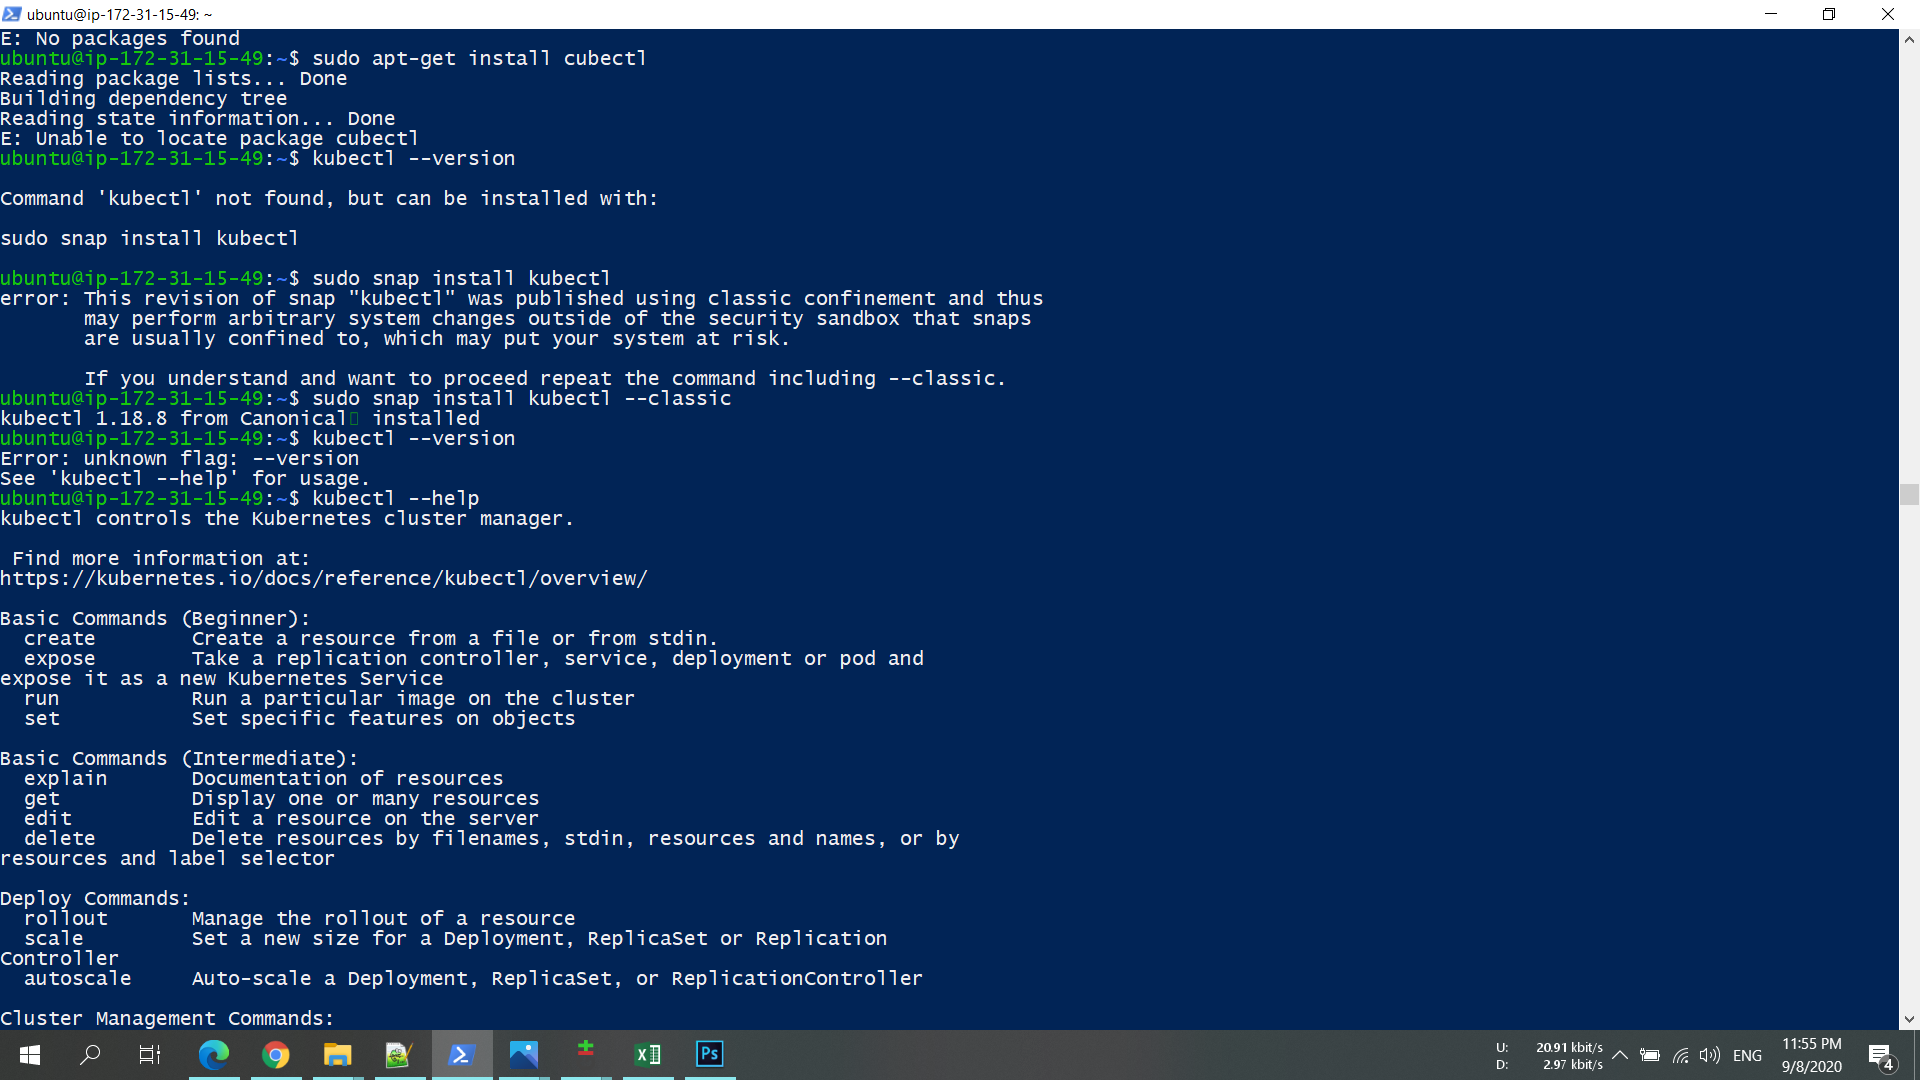 ubuntu@ip-172-31-15-49: ~
E: No packages found
ubuntu@ip-172-31-15-49:~$ sudo apt-get install cubectl
Reading package lists... Done
Building dependency tree
Reading state information... Done
E: Unable to locate package cubectl
ubuntu@ip-172-31-15-49:~$ kubectl --version
Command 'kubectl' not found, but can be installed with:
sudo snap install kubectl
ubuntu@ip-172-31-15-49:~$ sudo snap install kubectl
error: This revision of snap "kubectl" was published using classic confinement and thus
may perform arbitrary system changes outside of the security sandbox that snaps
are usually confined to, which may put your system at risk.
If you understand and want to proceed repeat the command including --classic.
ubuntu@ip-172-31-15-49:~$ sudo snap install kubectl --classic
kubectl 1.18.8 from Canonical installed
ubuntu@ip-172-31-15-49:~$ kubectl --version
Error: unknown flag: --version
See 'kubectl --help' for usage.
ubuntu@ip-172-31-15-49:~$ kubectl --help
kubectl controls the Kubernetes cluster manager.
Find more information at:
https://kubernetes.io/docs/reference/kubectl/overview/
Basic Commands (Beginner):
create Create a resource from a file or from stdin.
expose Take a replication controller, service, deployment or pod and
expose it as a new Kubernetes Service
run Run a particular image on the cluster
set Set specific features on objects
Basic Commands (Intermediate):
explain Documentation of resources
get Display one or many resources
edit Edit a resource on the server
delete Delete resources by filenames, stdin, resources and names, or by
resources and label selector
Deploy Commands:
rollout Manage the rollout of a resource
scale Set a new size for a Deployment, ReplicaSet or Replication
Controller
autoscale Auto-scale a Deployment, ReplicaSet, or ReplicationController
Cluster Management Commands:
Ps
U: 20.91 kbit/s
D: 2.97 kbit/s
ENG
11:55 PM
9/8/2020
4